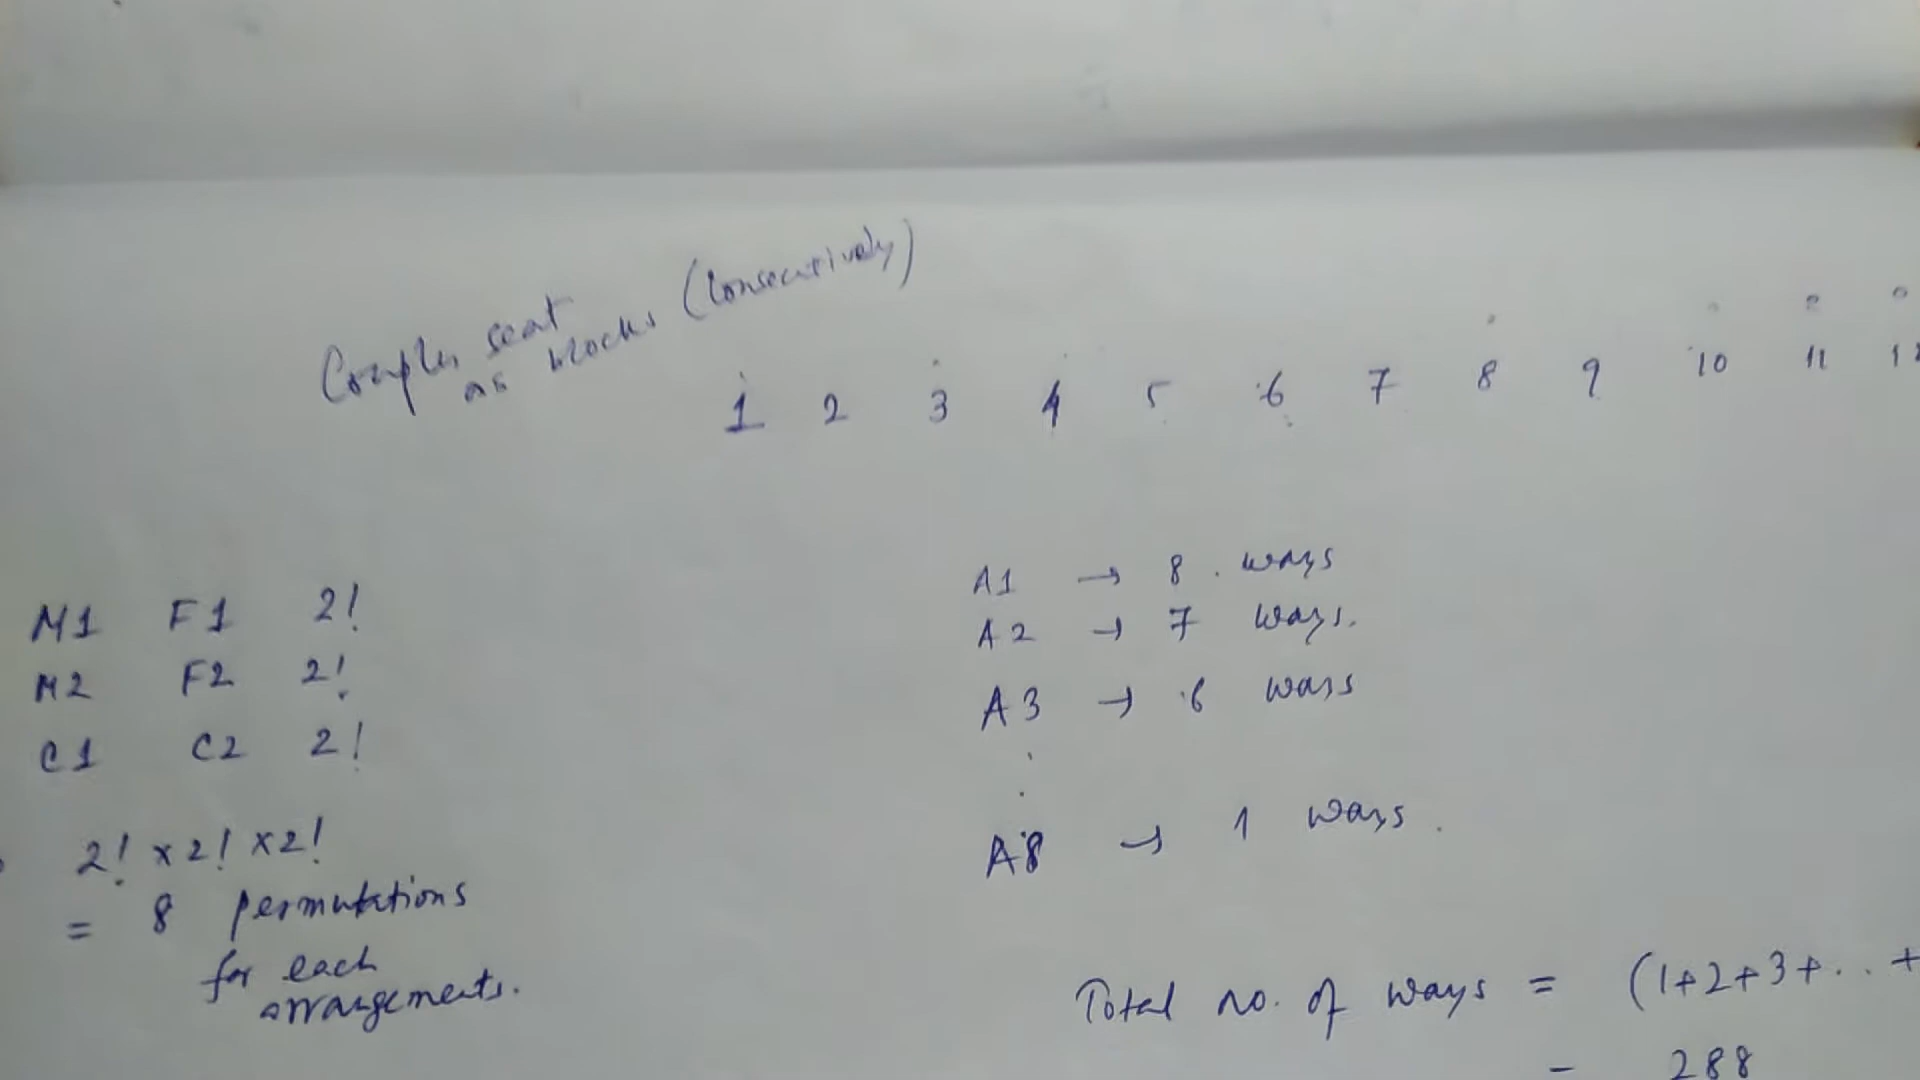 Couples seat
as blocks (Consecutively)
1 2 3 4 5 6 7 8 9 10 11
M1 F1 2!
M2 F2 2!
C1 C2 2!
2! x 2! x 2!
= 8 permutations
for each
arrangements.
A1 → 8 ways
A2 → 7 ways.
A3 → 6 ways
.
.
A8 → 1 ways.
Total no. of ways = (1+2+3+...+
= 288